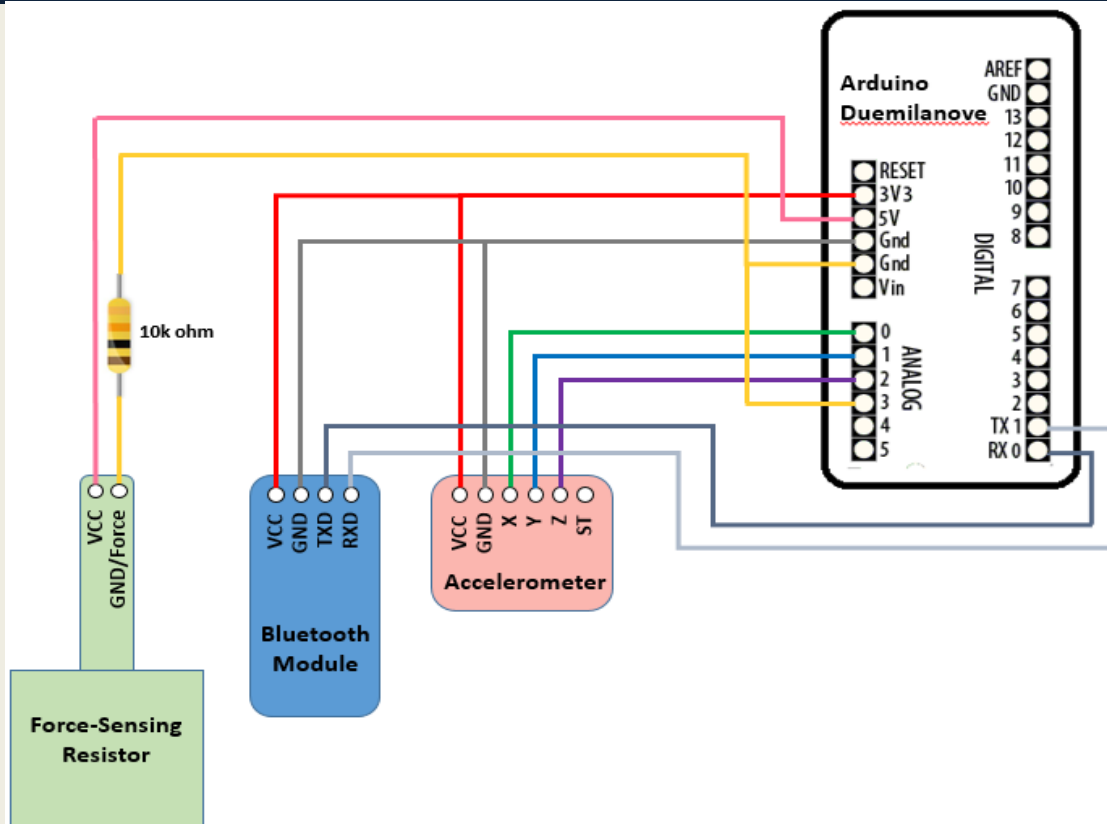 Arduino
Duemilanove
AREF
GND
13
12
11
10
9
8
7
6
5
4
3
2
TX 1
RX 0
DIGITAL
RESET
3V3
5V
Gnd
Gnd
Vin
0
1
2
3
4
5
ANALOG
10k ohm
VCC
GND/Force
Force-Sensing
Resistor
VCC
GND
TXD
RXD
Bluetooth
Module
VCC
GND
X
Y
Z
ST
Accelerometer